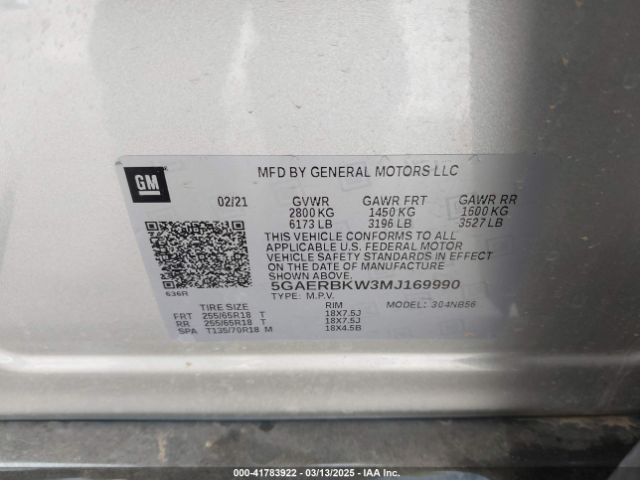 GM
MFD BY GENERAL MOTORS LLC
02/21 GVWR GAWR FRT GAWR RR
2800 KG 1450 KG 1600 KG
6173 LB 3196 LB 3527 LB
THIS VEHICLE CONFORMS TO ALL
APPLICABLE U.S. FEDERAL MOTOR
VEHICLE SAFETY STANDARDS IN EFFECT
ON THE DATE OF MANUFACTURE
SHOWN ABOVE.
5GAERBKW3MJ169990
636R
TYPE: M.P.V. MODEL: 304NB56
TIRE SIZE RIM
FRT 255/65R18 T 18X7.5J
RR 255/65R18 T 18X7.5J
SPA T135/70R18 M 18X4.5B
000-41783922 - 03/13/2025 - IAA Inc.